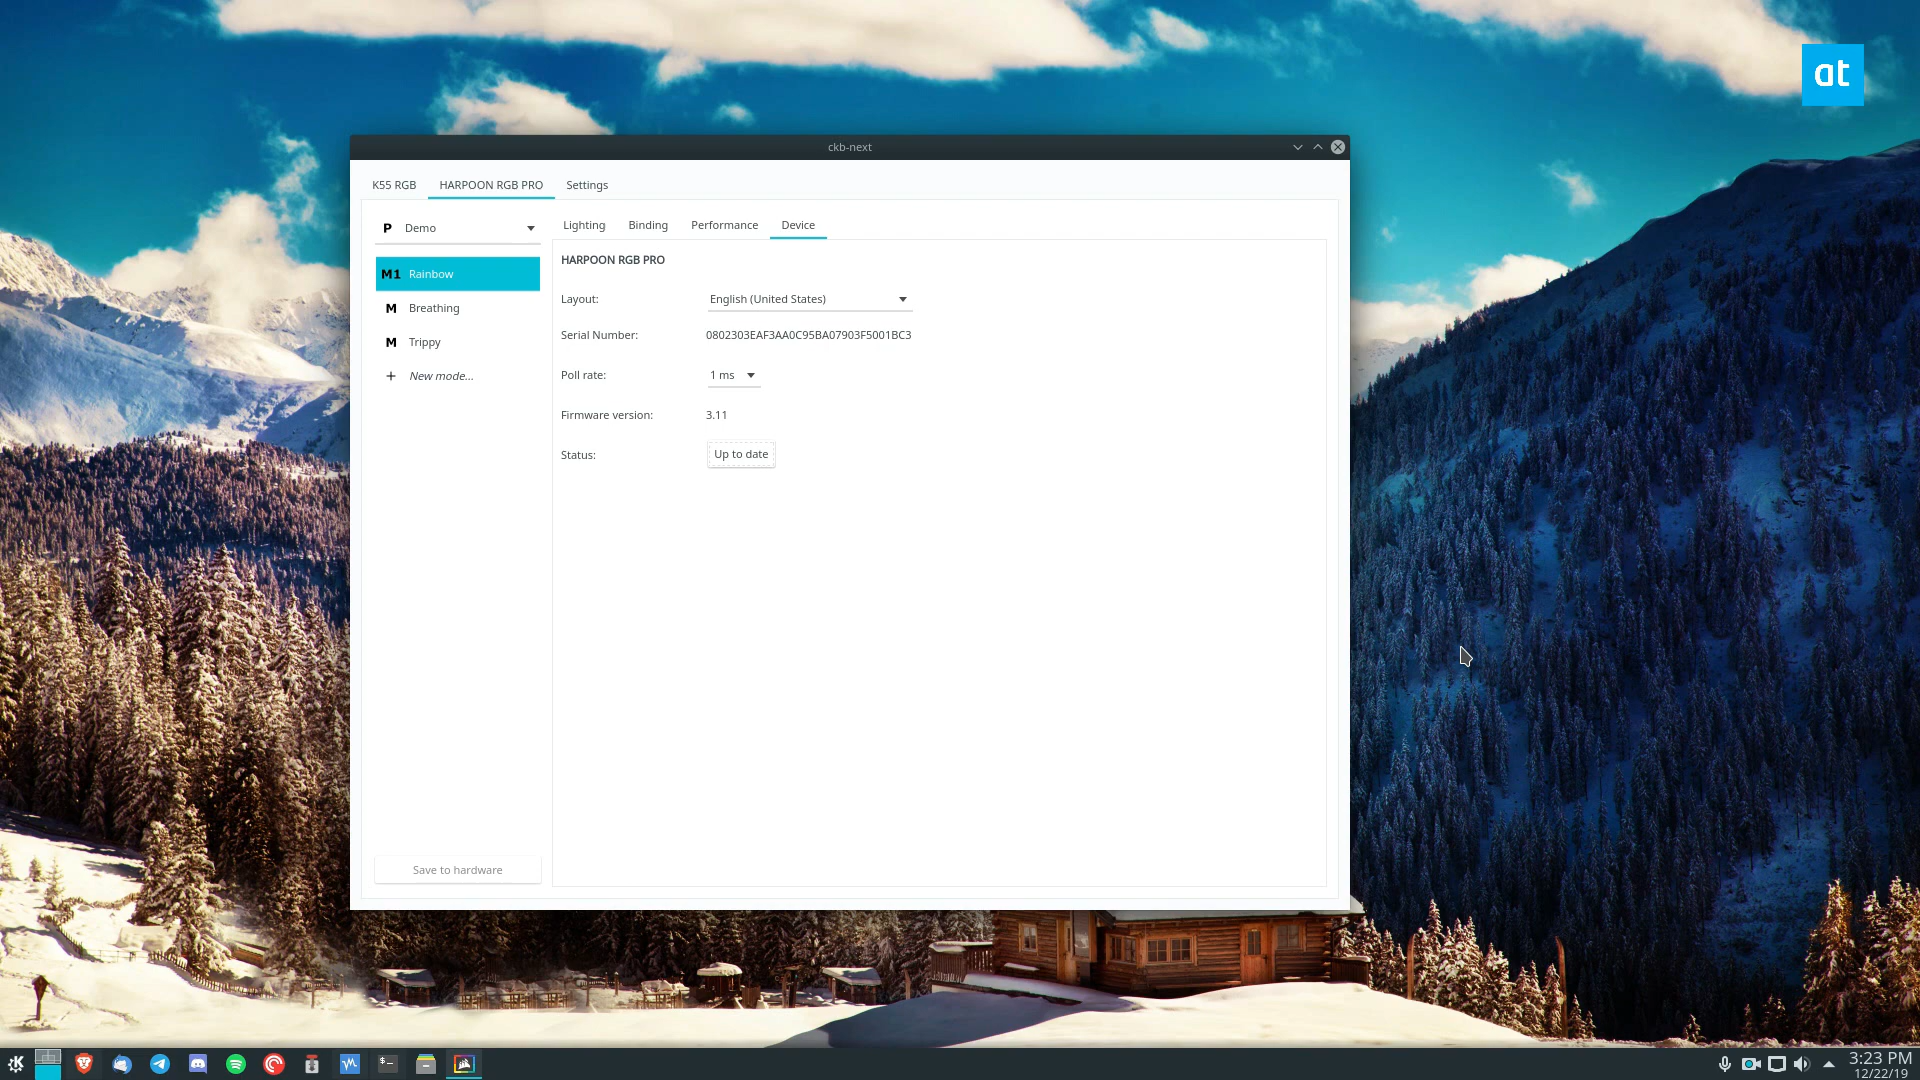 at
ckb-next
K55 RGB HARPOON RGB PRO Settings
P Demo
M1 Rainbow
M Breathing
M Trippy
+ New mode...
Save to hardware
Lighting Binding Performance Device
HARPOON RGB PRO
Layout: English (United States)
Serial Number: 0802303EAF3AA0C95BA07903F5001BC3
Poll rate: 1 ms
Firmware version: 3.11
Status: Up to date
3:23 PM
12/22/19